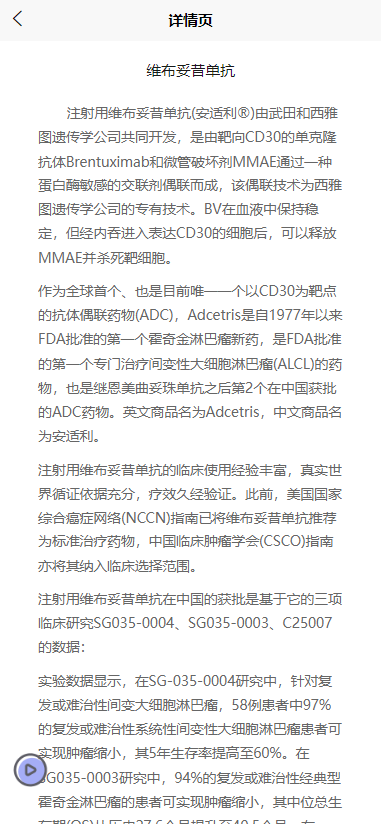 详情页
维布妥昔单抗
注射用维布妥昔单抗(安适利®)由武田和西雅
图遗传学公司共同开发，是由靶向CD30的单克隆
抗体Brentuximab和微管破坏剂MMAE通过一种
蛋白酶敏感的交联剂偶联而成，该偶联技术为西雅
图遗传学公司的专有技术。BV在血液中保持稳
定，但经内吞进入表达CD30的细胞后，可以释放
MMAE并杀死靶细胞。
作为全球首个、也是目前唯一一个以CD30为靶点
的抗体偶联药物(ADC)，Adcetris是自1977年以来
FDA批准的第一个霍奇金淋巴瘤新药，是FDA批准
的第一个专门治疗间变性大细胞淋巴瘤(ALCL)的药
物，也是继恩美曲妥珠单抗之后第2个在中国获批
的ADC药物。英文商品名为Adcetris，中文商品名
为安适利。
注射用维布妥昔单抗的临床使用经验丰富，真实世
界循证依据充分，疗效久经验证。此前，美国国家
综合癌症网络(NCCN)指南已将维布妥昔单抗推荐
为标准治疗药物，中国临床肿瘤学会(CSCO)指南
亦将其纳入临床选择范围。
注射用维布妥昔单抗在中国的获批是基于它的三项
临床研究SG035-0004、SG035-0003、C25007
的数据：
实验数据显示，在SG-035-0004研究中，针对复
发或难治性间变大细胞淋巴瘤，58例患者中97%
的复发或难治性系统性间变性大细胞淋巴瘤患者可
实现肿瘤缩小，其5年生存率提高至60%。在
SG035-0003研究中，94%的复发或难治性经典型
霍奇金淋巴瘤的患者可实现肿瘤缩小，其中位总生
存期(OS)从历史27.6个月提升至40.5个月。在